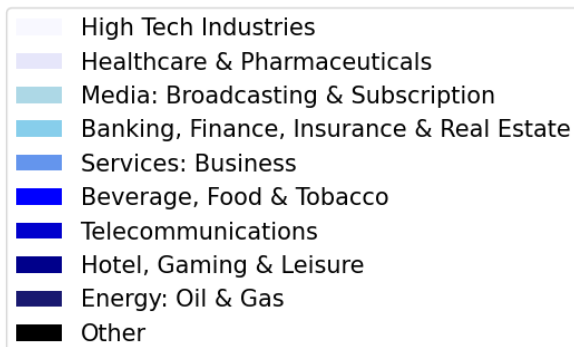 High Tech Industries
Healthcare & Pharmaceuticals
Media: Broadcasting & Subscription
Banking, Finance, Insurance & Real Estate
Services: Business
Beverage, Food & Tobacco
Telecommunications
Hotel, Gaming & Leisure
Energy: Oil & Gas
Other